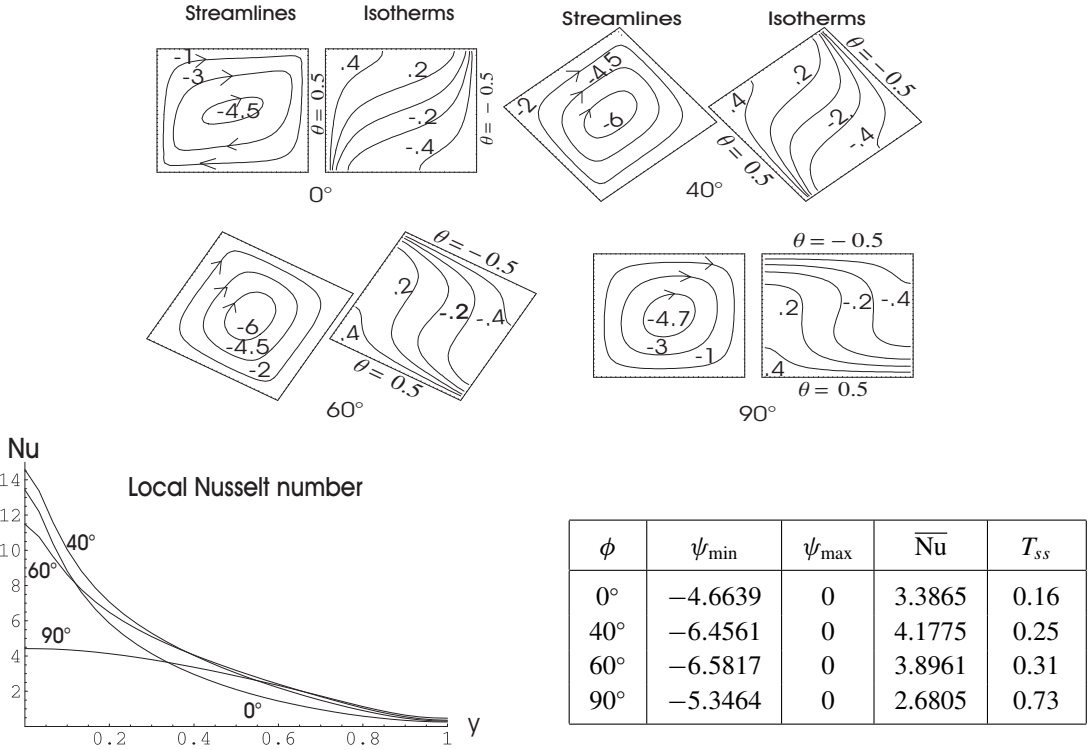 Streamlines Isotherms Streamlines Isotherms
-1 -3 -4.5
.4 .2 -.2 -.4
θ = 0.5
θ = − 0.5
0°
-2 -4.5 -6
.4 .2 -.2 -.4
θ = − 0.5
θ = 0.5
40°
-6 -4.5 -2
.4 .2 -.2 -.4
θ = − 0.5
θ = 0.5
60°
-4.7 -3 -1
.4 .2 -.2 -.4
θ = − 0.5
θ = 0.5
90°
Nu
Local Nusselt number
14
12
10
8
6
4
2
40°
60°
90°
0°
0.2 0.4 0.6 0.8 1 y
ϕ ψmin ψmax N̅u̅ Tss
0° −4.6639 0 3.3865 0.16
40° −6.4561 0 4.1775 0.25
60° −6.5817 0 3.8961 0.31
90° −5.3464 0 2.6805 0.73